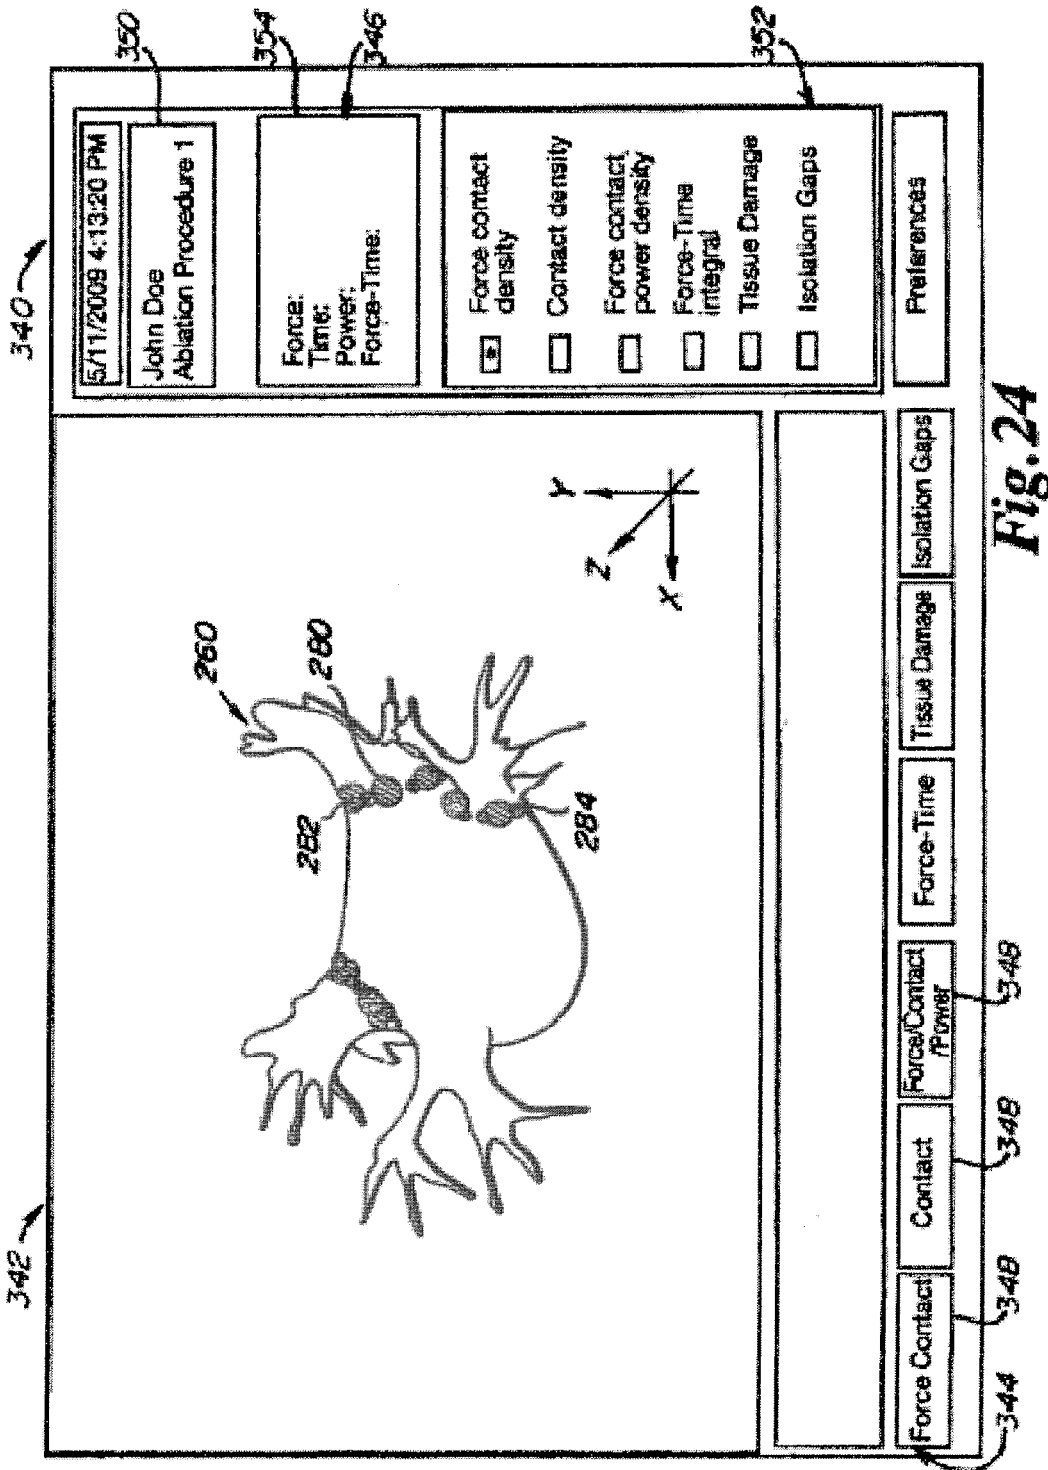 340
342
5/11/2009 4:13:20 PM
350
John Doe
Ablation Procedure 1
354
346
Force:
Time:
Power:
Force-Time:
352
Force contact
density
Contact density
Force contact
power density
Force-Time
integral
Tissue Damage
Isolation Gaps
Preferences
260
280
282
284
Y
Z
X
344
Force Contact
348
Contact
348
Force/Contact
/Power
348
Force-Time
Tissue Damage
Isolation Gaps
Fig. 24